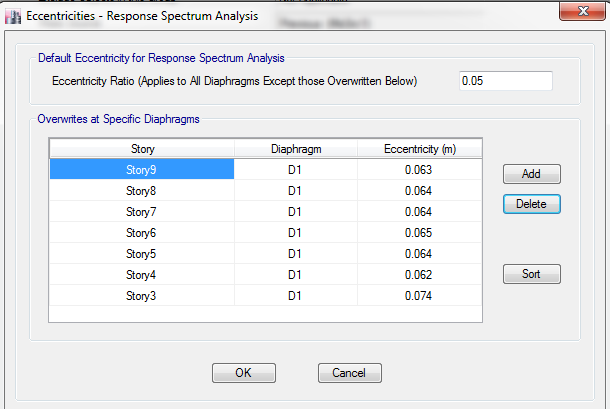 Eccentricities - Response Spectrum Analysis
Default Eccentricity for Response Spectrum Analysis
Eccentricity Ratio (Applies to All Diaphragms Except those Overwritten Below) 0.05
Overwrites at Specific Diaphragms
Story Diaphragm Eccentricity (m)
Story9 D1 0.063
Story8 D1 0.064
Story7 D1 0.064
Story6 D1 0.065
Story5 D1 0.064
Story4 D1 0.062
Story3 D1 0.074
Add
Delete
Sort
OK Cancel